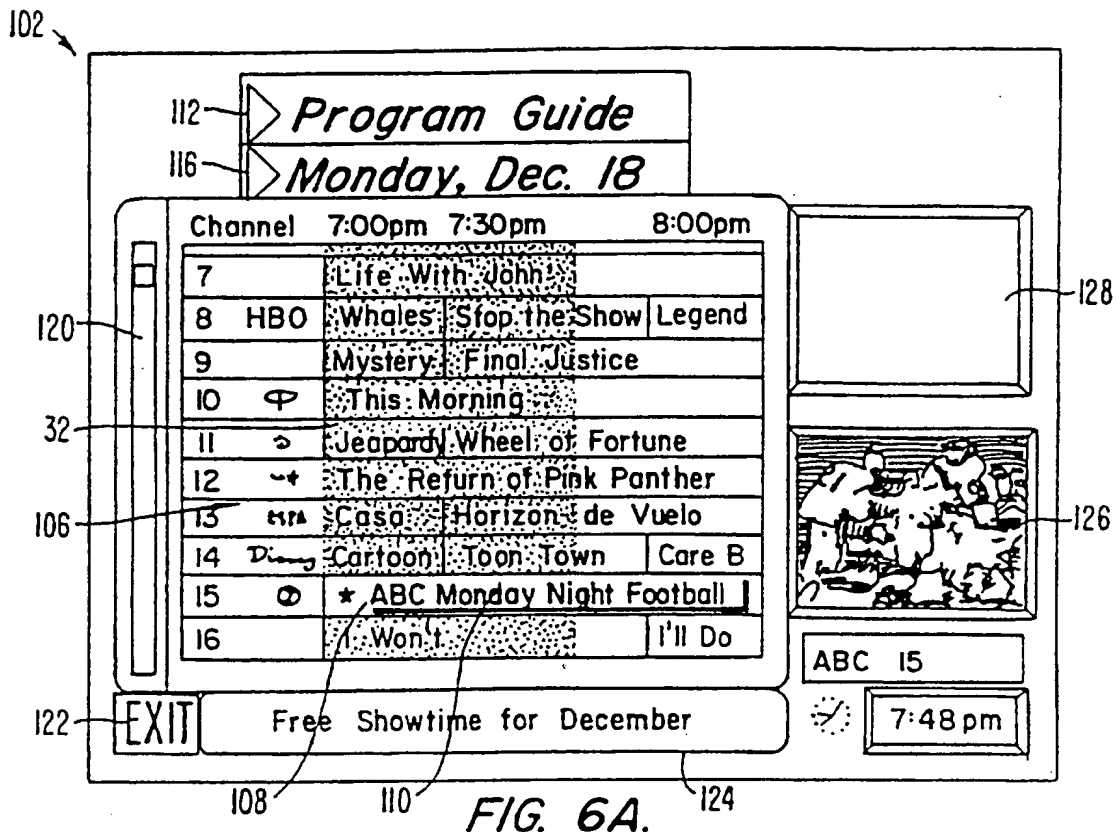 102
112
Program Guide
116
Monday, Dec. 18
Channel 7:00pm 7:30pm 8:00pm
7 Life With John
128
8 HBO Whales Stop the Show Legend
120
9 Mystery Final Justice
10 This Morning
32
11 Jeapardy Wheel of Fortune
12 The Return of Pink Panther
106
13 Casa Horizon de Vuelo
126
14 Disney Cartoon Toon Town Care B
15 ★ ABC Monday Night Football
16 I Won't I'll Do
ABC 15
122
EXIT
Free Showtime for December
7:48pm
108
110
124
FIG. 6A.